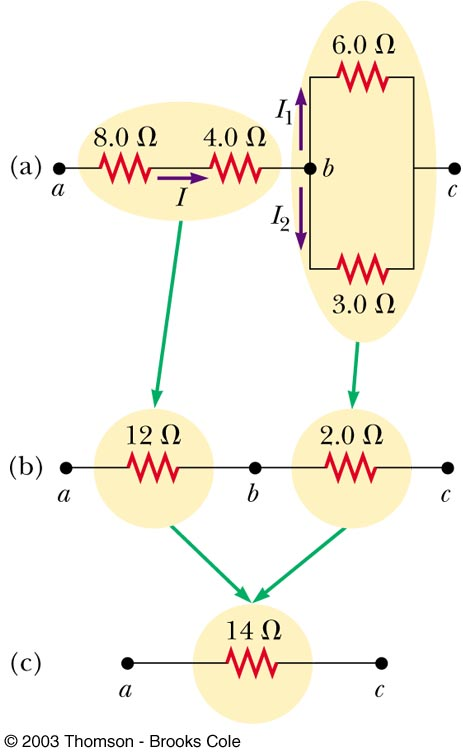 6.0 Ω
I1
8.0 Ω 4.0 Ω
(a) a I b c
I2
3.0 Ω
12 Ω 2.0 Ω
(b) a b c
14 Ω
(c) a c
© 2003 Thomson - Brooks Cole